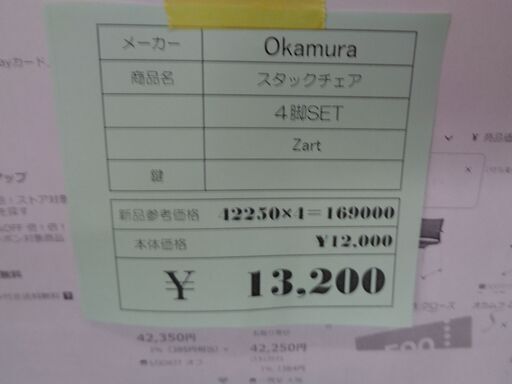 メーカー Okamura
商品名 スタックチェア
４脚SET
Zart
鍵
新品参考価格 42250×4＝169000
本体価格 ¥12,000
¥ 13,200
42,350円
42,250円